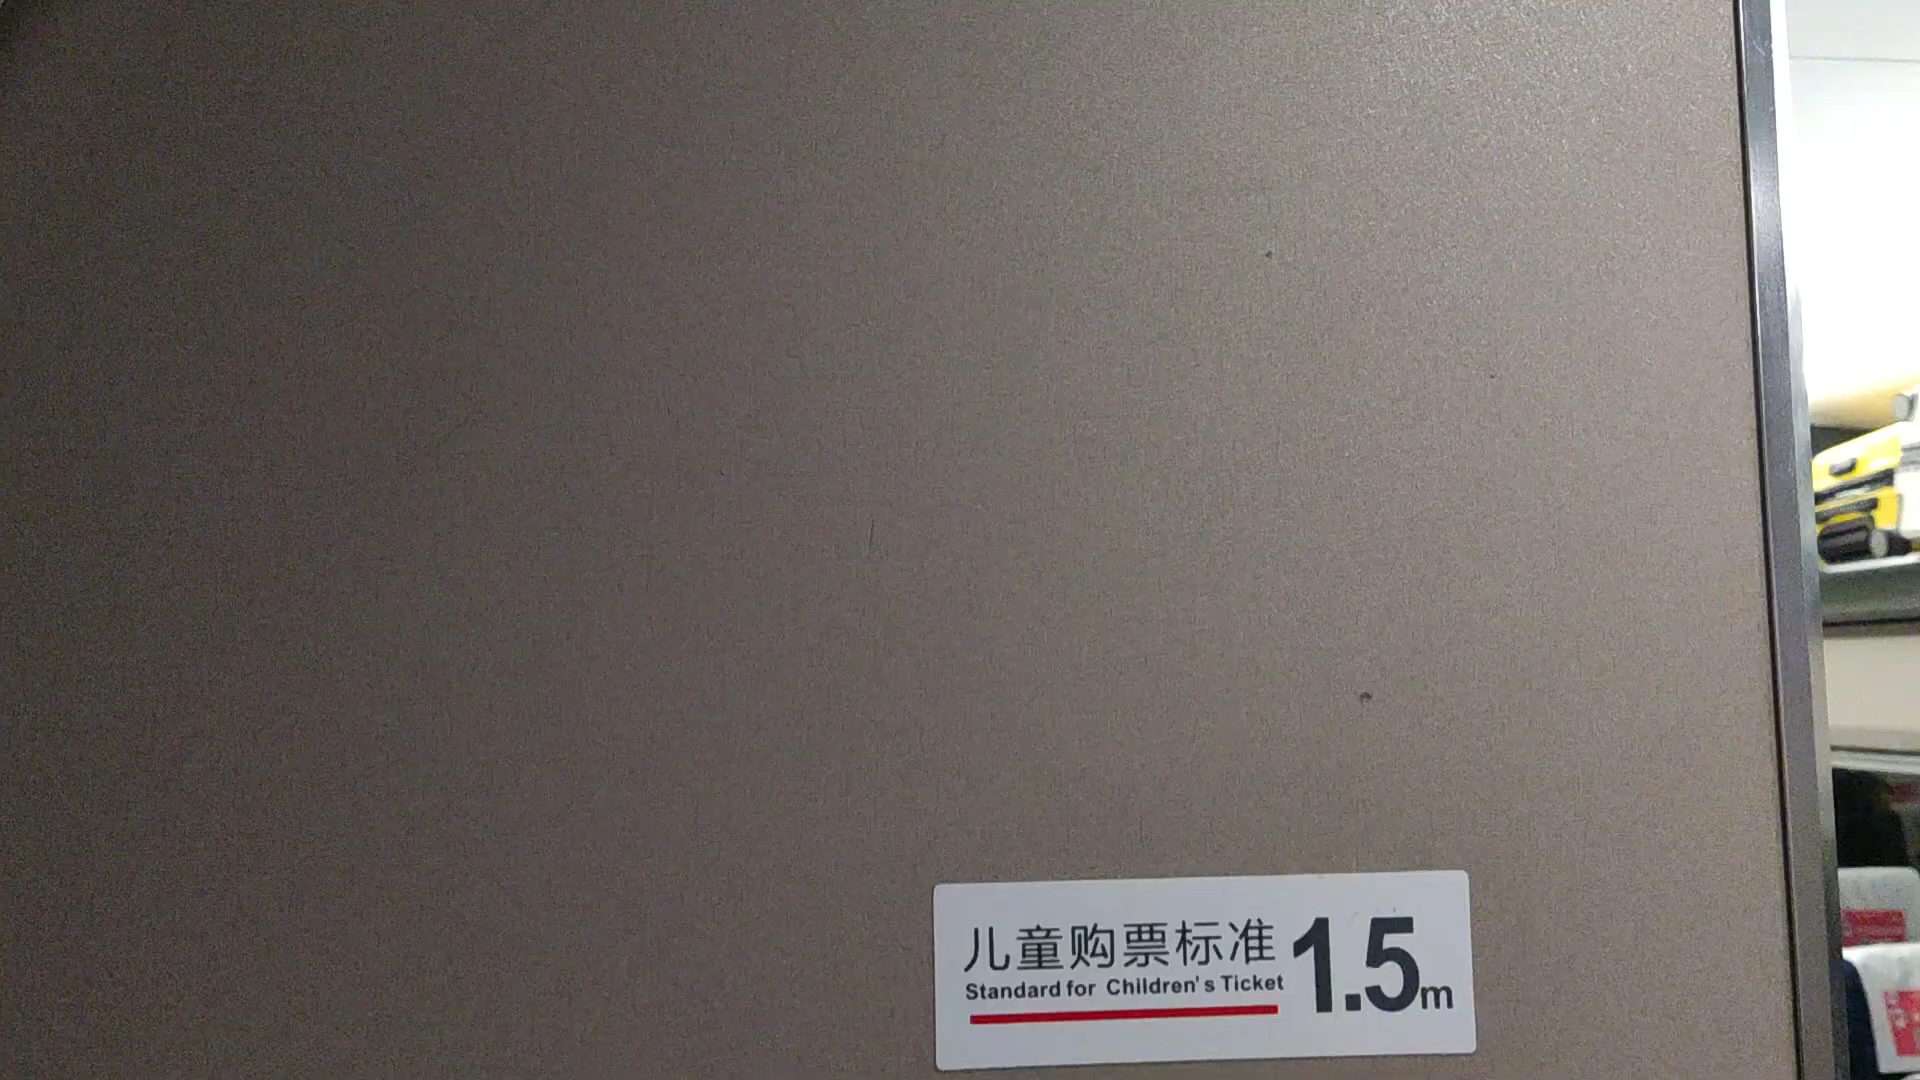 儿童购票标准 1.5m
Standard for Children's Ticket